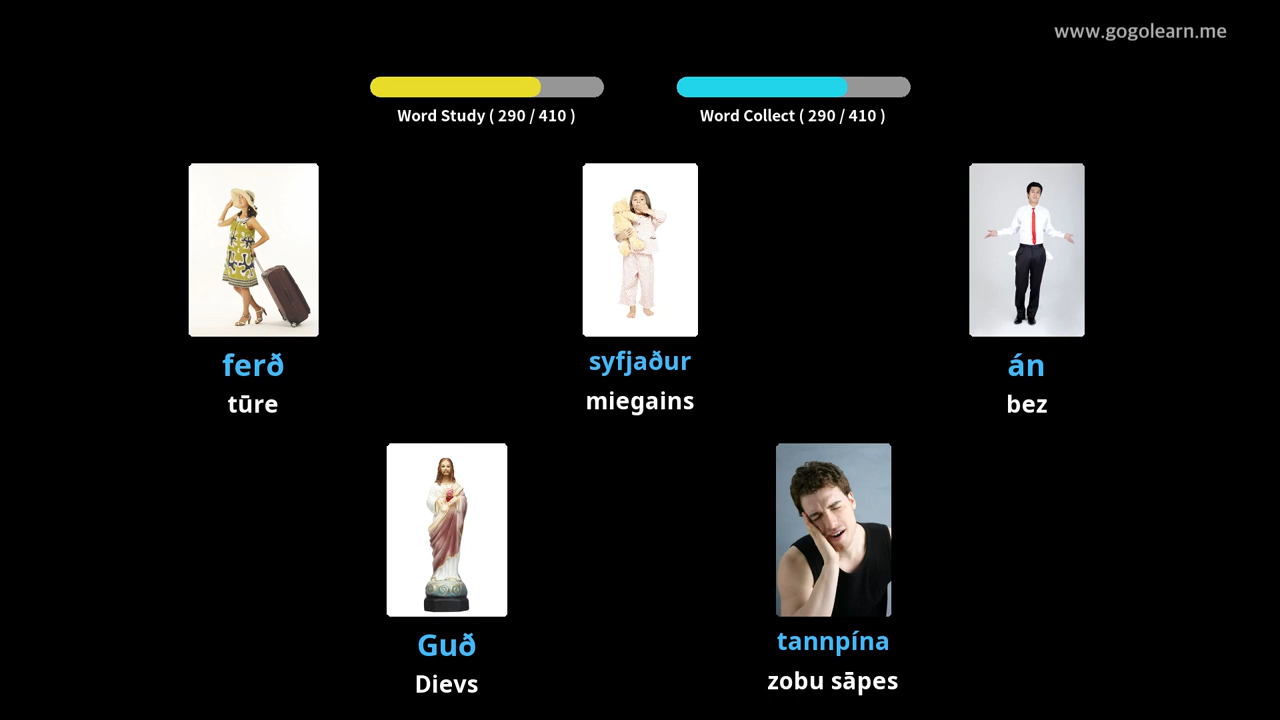 www.gogolearn.me
Word Study ( 290 / 410 )
Word Collect ( 290 / 410 )
ferð
tūre
syfjaður
miegains
án
bez
Guð
Dievs
tannpína
zobu sāpes